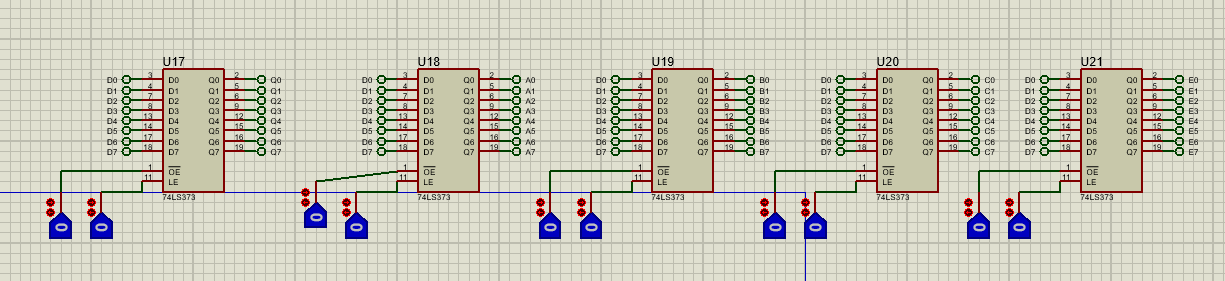 U17 U18 U19 U20 U21
D0 3 D0 Q0 2 Q0 D0 3 D0 Q0 2 A0 D0 3 D0 Q0 2 B0 D0 3 D0 Q0 2 C0 D0 3 D0 Q0 2 E0
D1 4 D1 Q1 5 Q1 D1 4 D1 Q1 5 A1 D1 4 D1 Q1 5 B1 D1 4 D1 Q1 5 C1 D1 4 D1 Q1 5 E1
D2 7 D2 Q2 6 Q2 D2 7 D2 Q2 6 A2 D2 7 D2 Q2 6 B2 D2 7 D2 Q2 6 C2 D2 7 D2 Q2 6 E2
D3 8 D3 Q3 9 Q3 D3 8 D3 Q3 9 A3 D3 8 D3 Q3 9 B3 D3 8 D3 Q3 9 C3 D3 8 D3 Q3 9 E3
D4 13 D4 Q4 12 Q4 D4 13 D4 Q4 12 A4 D4 13 D4 Q4 12 B4 D4 13 D4 Q4 12 C4 D4 13 D4 Q4 12 E4
D5 14 D5 Q5 15 Q5 D5 14 D5 Q5 15 A5 D5 14 D5 Q5 15 B5 D5 14 D5 Q5 15 C5 D5 14 D5 Q5 15 E5
D6 17 D6 Q6 16 Q6 D6 17 D6 Q6 16 A6 D6 17 D6 Q6 16 B6 D6 17 D6 Q6 16 C6 D6 17 D6 Q6 16 E6
D7 18 D7 Q7 19 Q7 D7 18 D7 Q7 19 A7 D7 18 D7 Q7 19 B7 D7 18 D7 Q7 19 C7 D7 18 D7 Q7 19 E7
1 OE 1 OE 1 OE 1 OE 1 OE
11 LE 11 LE 11 LE 11 LE 11 LE
74LS373 74LS373 74LS373 74LS373 74LS373
0 0 0 0 0 0 0 0 0 0